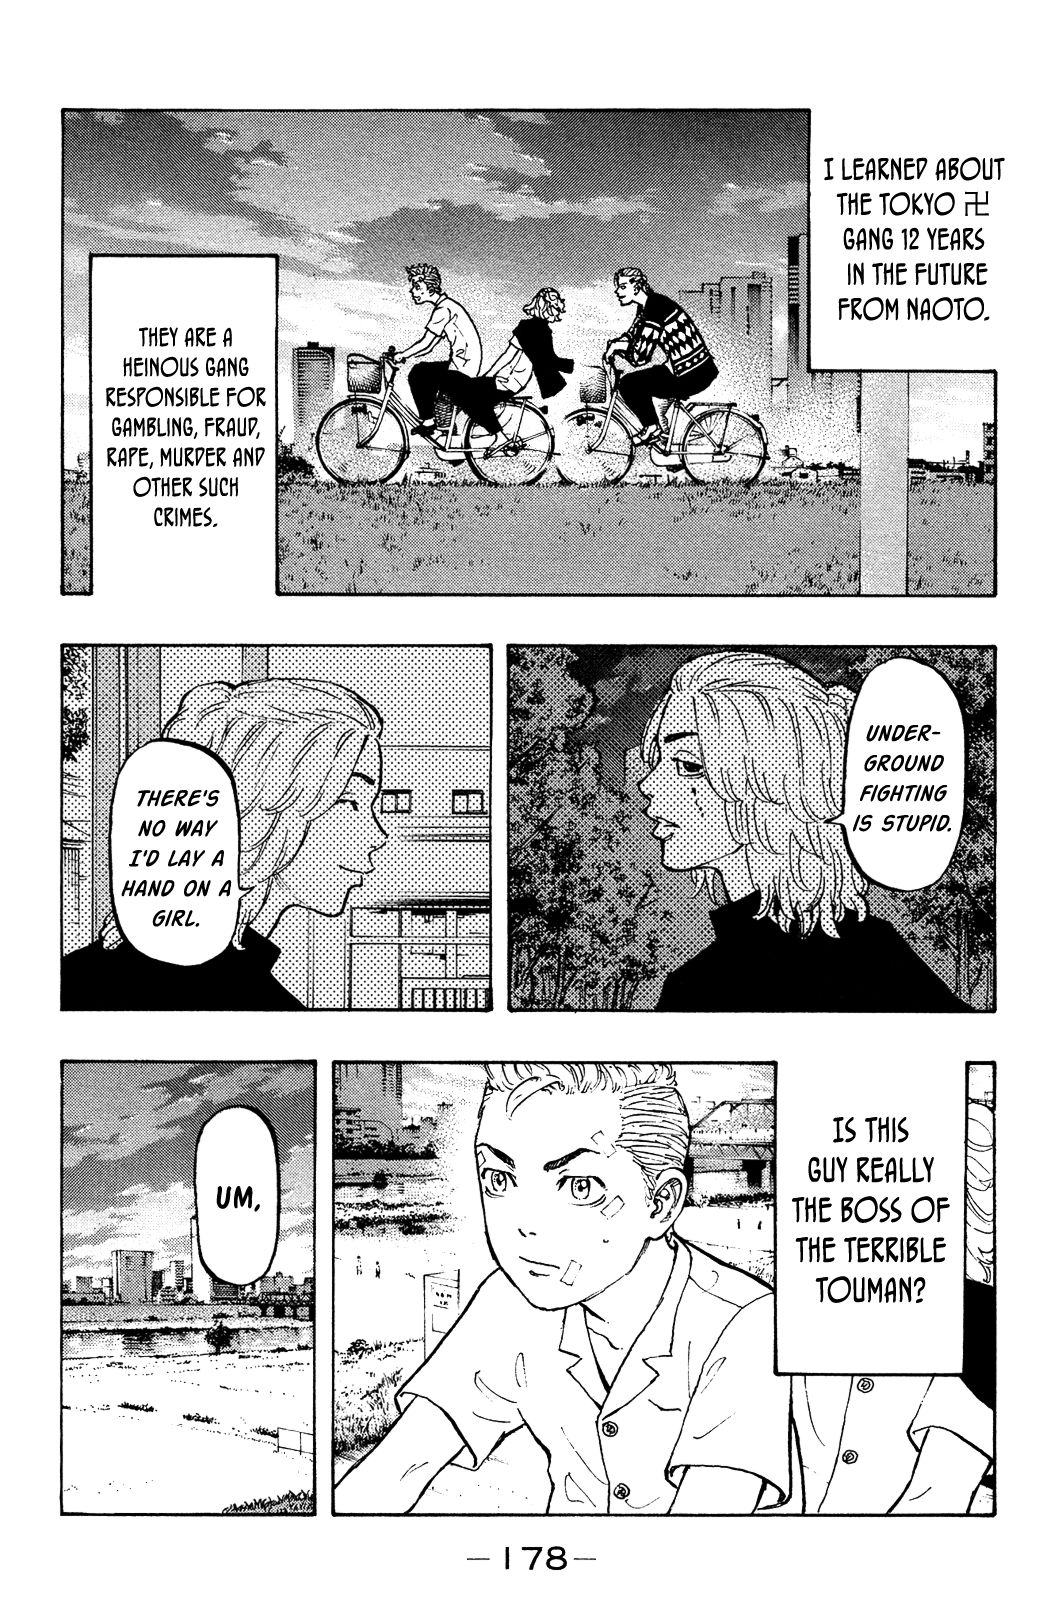 I LEARNED ABOUT
THE TOKYO 卍
GANG 12 YEARS
IN THE FUTURE
FROM NAOTO.
THEY ARE A
HEINOUS GANG
RESPONSIBLE FOR
GAMBLING, FRAUD,
RAPE, MURDER AND
OTHER SUCH
CRIMES.
UNDER-
GROUND
FIGHTING
IS STUPID.
THERE'S
NO WAY
I'D LAY A
HAND ON A
GIRL.
IS THIS
GUY REALLY
THE BOSS OF
THE TERRIBLE
TOUMAN?
UM,
—178—